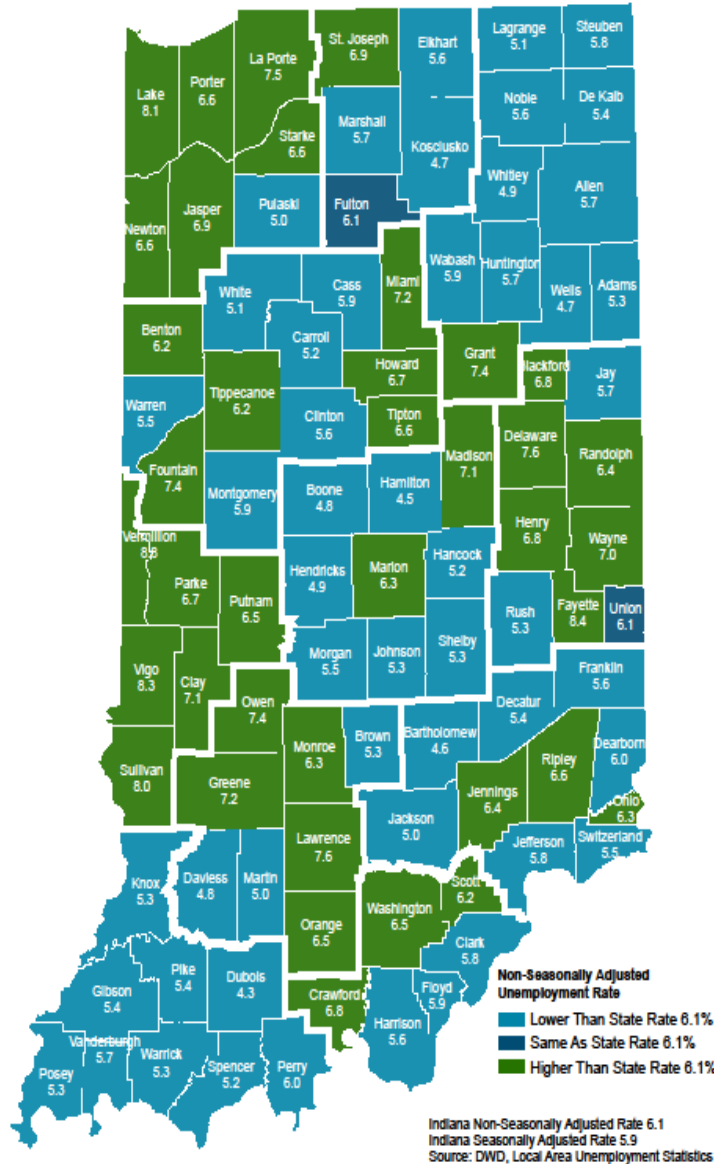 Lagrange
5.1
Steuben
5.8
St. Joseph
6.9
Elkhart
5.6
La Porte
7.5
Porter
6.6
Lake
8.1
Noble
5.6
De Kalb
5.4
Marshall
5.7
Starke
6.6
Kosciusko
4.7
Whitley
4.9
Allen
5.7
Pulaski
5.0
Fulton
6.1
Jasper
6.9
Newton
6.6
Wabash
5.9
Huntington
5.7
Wells
4.7
Adams
5.3
White
5.1
Cass
5.9
Miami
7.2
Benton
6.2
Carroll
5.2
Grant
7.4
Howard
6.7
Blackford
6.8
Jay
5.7
Tippecanoe
6.2
Warren
5.5
Clinton
5.6
Tipton
6.6
Delaware
7.6
Madison
7.1
Randolph
6.4
Fountain
7.4
Montgomery
5.9
Boone
4.8
Hamilton
4.5
Henry
6.8
Wayne
7.0
Vermillion
8.8
Hendricks
4.9
Marion
6.3
Hancock
5.2
Parke
6.7
Putnam
6.5
Rush
5.3
Fayette
8.4
Union
6.1
Morgan
5.5
Johnson
5.3
Shelby
5.3
Vigo
8.3
Clay
7.1
Franklin
5.6
Owen
7.4
Decatur
5.4
Monroe
6.3
Brown
5.3
Bartholomew
4.6
Dearborn
6.0
Ripley
6.6
Sullivan
8.0
Greene
7.2
Jennings
6.4
Ohio
6.3
Jackson
5.0
Lawrence
7.6
Jefferson
5.8
Switzerland
5.5
Knox
5.3
Daviess
4.8
Martin
5.0
Scott
6.2
Washington
6.5
Orange
6.5
Clark
5.8
Pike
5.4
Dubois
4.3
Gibson
5.4
Crawford
6.8
Floyd
5.9
Harrison
5.6
Vanderburgh
5.7
Warrick
5.3
Spencer
5.2
Perry
6.0
Posey
5.3
Non-Seasonally Adjusted
Unemployment Rate
Lower Than State Rate 6.1%
Same As State Rate 6.1%
Higher Than State Rate 6.1%
Indiana Non-Seasonally Adjusted Rate 6.1
Indiana Seasonally Adjusted Rate 5.9
Source: DWD, Local Area Unemployment Statistics